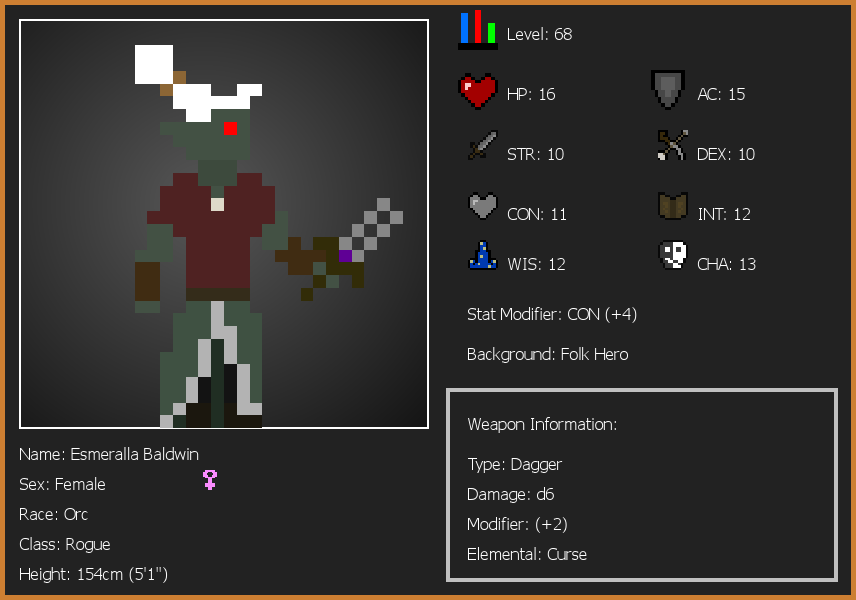 Level: 68
HP: 16
AC: 15
STR: 10
DEX: 10
CON: 11
INT: 12
WIS: 12
CHA: 13
Stat Modifier: CON (+4)
Background: Folk Hero
Weapon Information:
Type: Dagger
Damage: d6
Modifier: (+2)
Elemental: Curse
Name: Esmeralla Baldwin
Sex: Female
Race: Orc
Class: Rogue
Height: 154cm (5'1")